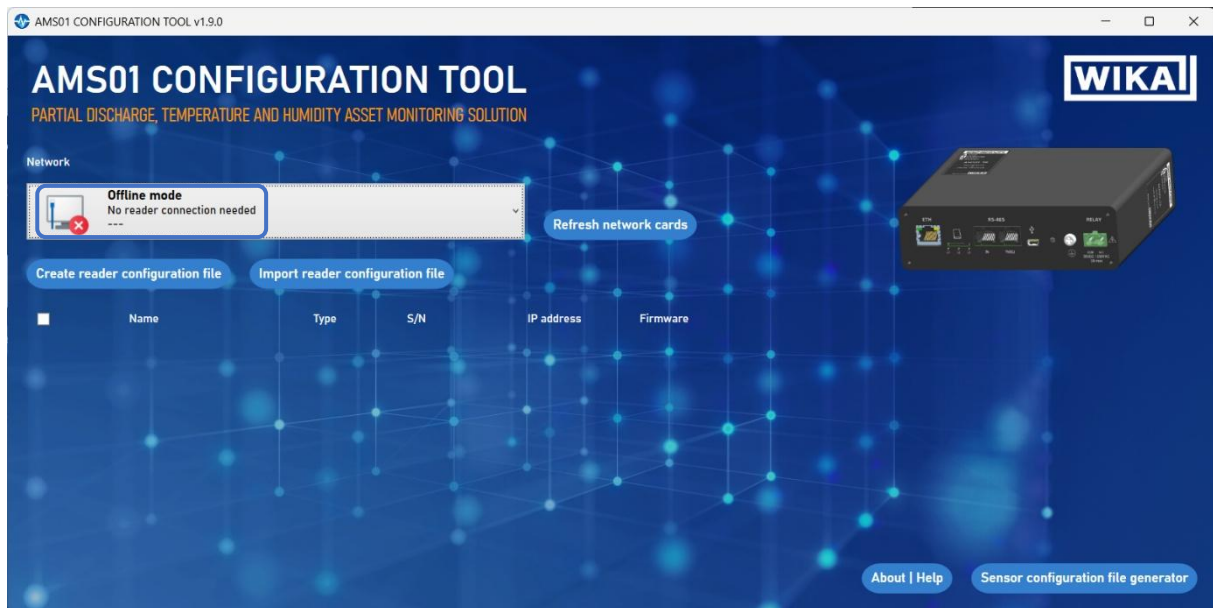 AMS01 CONFIGURATION TOOL v1.9.0
AMS01 CONFIGURATION TOOL
PARTIAL DISCHARGE, TEMPERATURE AND HUMIDITY ASSET MONITORING SOLUTION
WIKA
Network
Offline mode
No reader connection needed
---
Refresh network cards
ETH
RS-485
RELAY
IN
Create reader configuration file
Import reader configuration file
Name Type S/N IP address Firmware
About | Help
Sensor configuration file generator